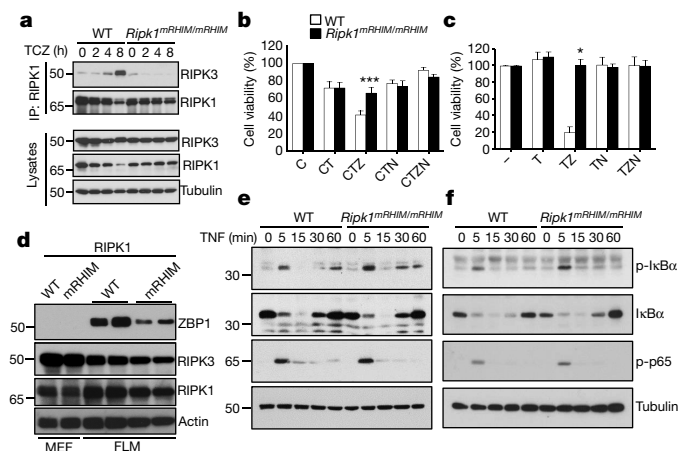 a
WT Ripk1mRHIM/mRHIM
TCZ (h) 0 2 4 8 0 2 4 8
IP: RIPK1
50 RIPK3
65 RIPK1
Lysates
50 RIPK3
65 RIPK1
50 Tubulin
b
WT
Ripk1mRHIM/mRHIM
Cell viability (%)
120
100
80
60
40
20
0
***
C CT CTZ CTN CTZN
c
Cell viability (%)
120
100
80
60
40
20
0
*
– T TZ TN TZN
d
RIPK1
WT mRHIM WT mRHIM
50 ZBP1
50 RIPK3
65 RIPK1
Actin
MEF FLM
e
WT Ripk1mRHIM/mRHIM
TNF (min) 0 5 15 30 60 0 5 15 30 60
30
30
65
50
f
WT Ripk1mRHIM/mRHIM
0 5 15 30 60 0 5 15 30 60
p-IκBα
IκBα
p-p65
Tubulin